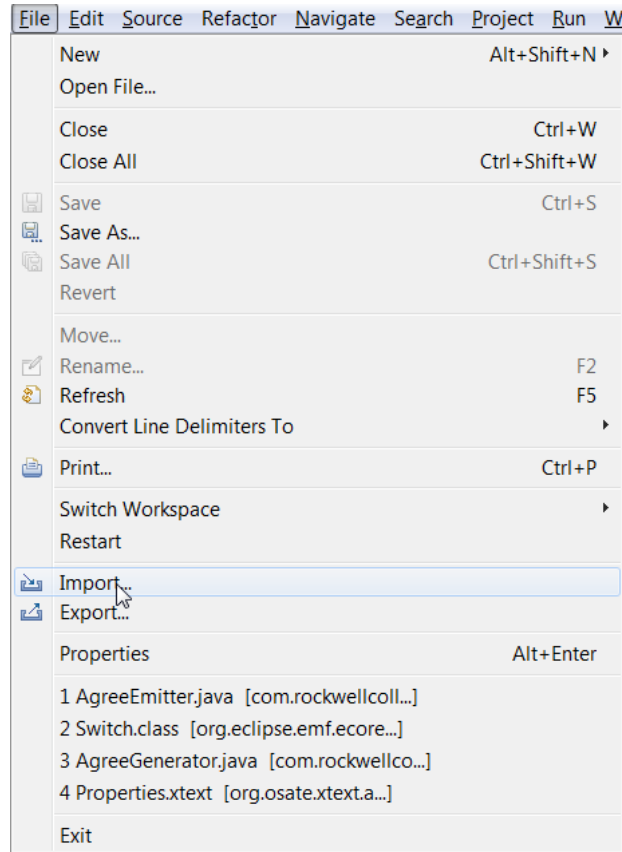 File Edit Source Refactor Navigate Search Project Run W
New Alt+Shift+N
Open File...
Close Ctrl+W
Close All Ctrl+Shift+W
Save Ctrl+S
Save As...
Save All Ctrl+Shift+S
Revert
Move...
Rename... F2
Refresh F5
Convert Line Delimiters To
Print... Ctrl+P
Switch Workspace
Restart
Import...
Export...
Properties Alt+Enter
1 AgreeEmitter.java [com.rockwellcoll...]
2 Switch.class [org.eclipse.emf.ecore...]
3 AgreeGenerator.java [com.rockwellco...]
4 Properties.xtext [org.osate.xtext.a...]
Exit